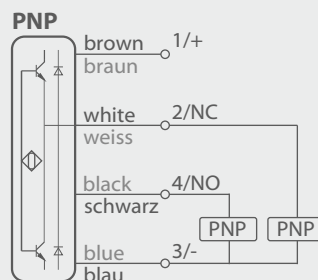 PNP
brown 1/+
braun
white 2/NC
weiss
black 4/NO
schwarz
PNP PNP
blue 3/-
blau